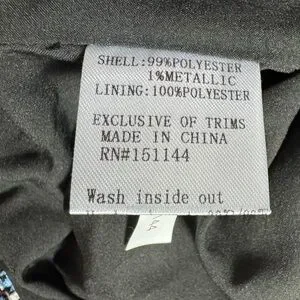 SHELL:99%POLYESTER
1%METALLIC
LINING:100%POLYESTER
EXCLUSIVE OF TRIMS
MADE IN CHINA
RN#151144
Wash inside out